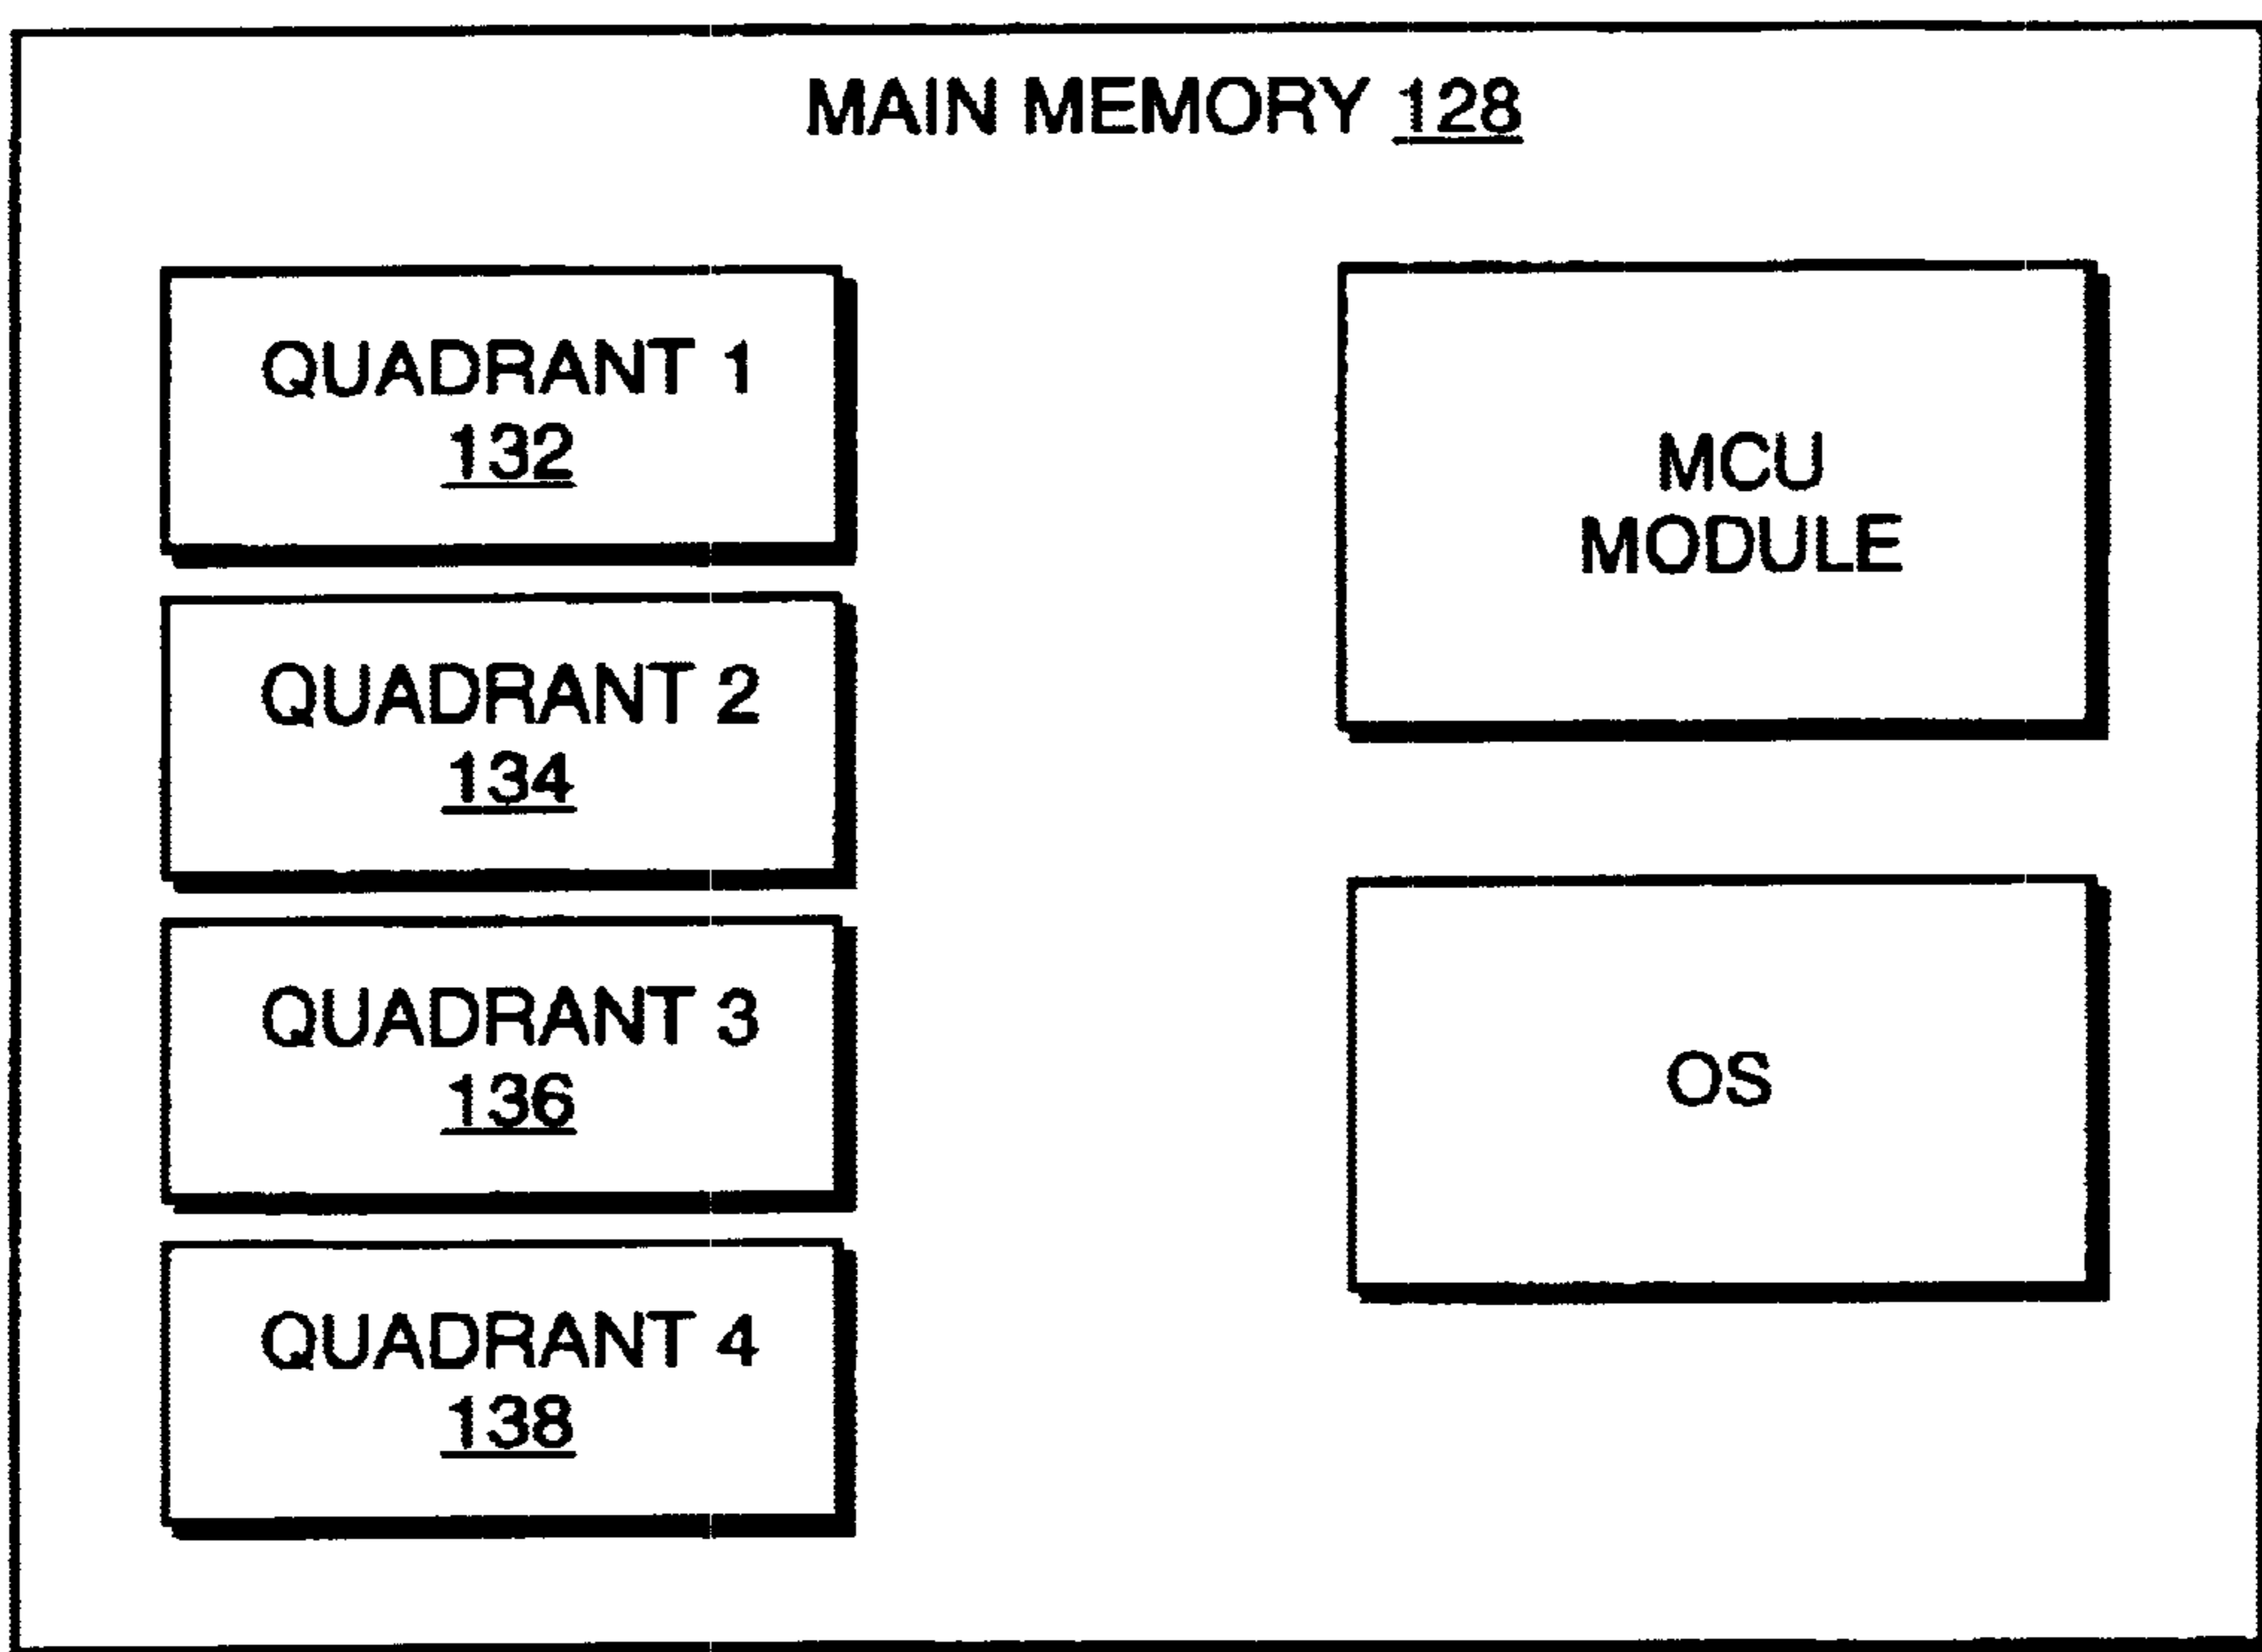 MAIN MEMORY 128
QUADRANT 1
132
QUADRANT 2
134
QUADRANT 3
136
QUADRANT 4
138
MCU
MODULE
OS